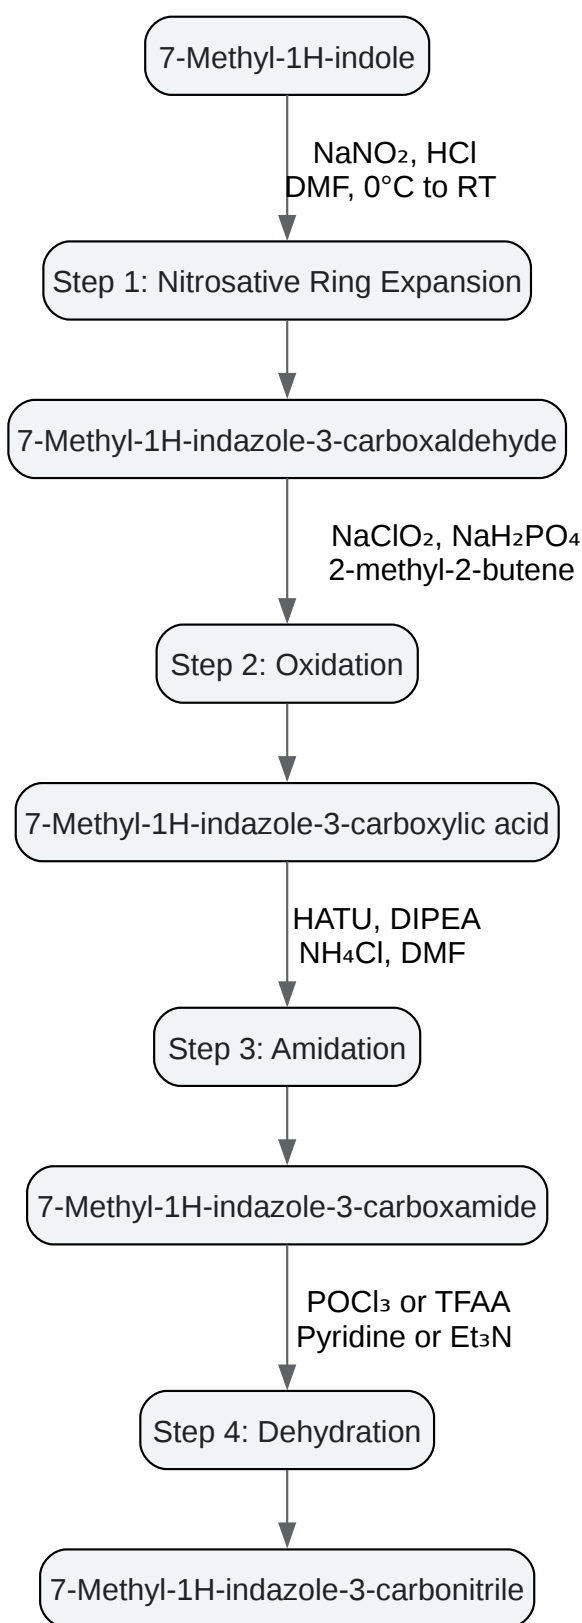 7-Methyl-1H-indole
NaNO₂, HCl
DMF, 0°C to RT
Step 1: Nitrosative Ring Expansion
7-Methyl-1H-indazole-3-carboxaldehyde
NaClO₂, NaH₂PO₄
2-methyl-2-butene
Step 2: Oxidation
7-Methyl-1H-indazole-3-carboxylic acid
HATU, DIPEA
NH₄Cl, DMF
Step 3: Amidation
7-Methyl-1H-indazole-3-carboxamide
POCl₃ or TFAA
Pyridine or Et₃N
Step 4: Dehydration
7-Methyl-1H-indazole-3-carbonitrile